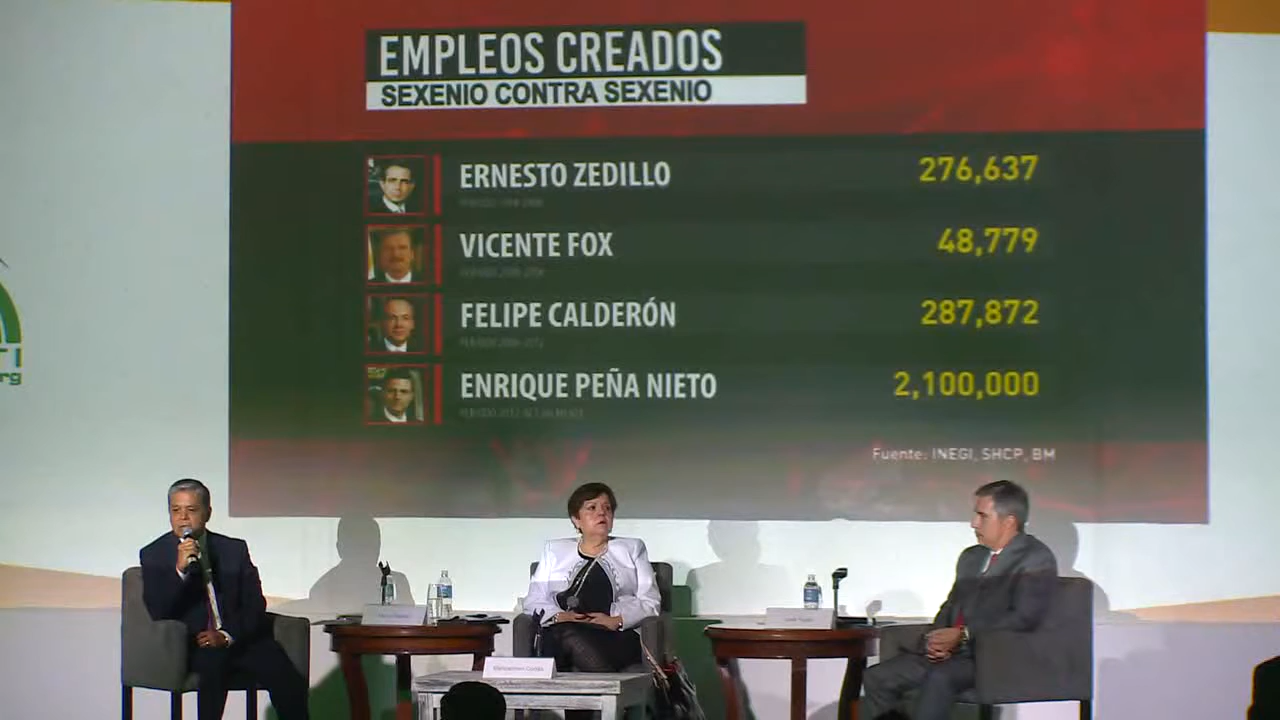 EMPLEOS CREADOS
SEXENIO CONTRA SEXENIO
ERNESTO ZEDILLO 276,637
VICENTE FOX 48,779
FELIPE CALDERÓN 287,872
ENRIQUE PEÑA NIETO 2,100,000
Fuente: INEGI, SHCP, BM